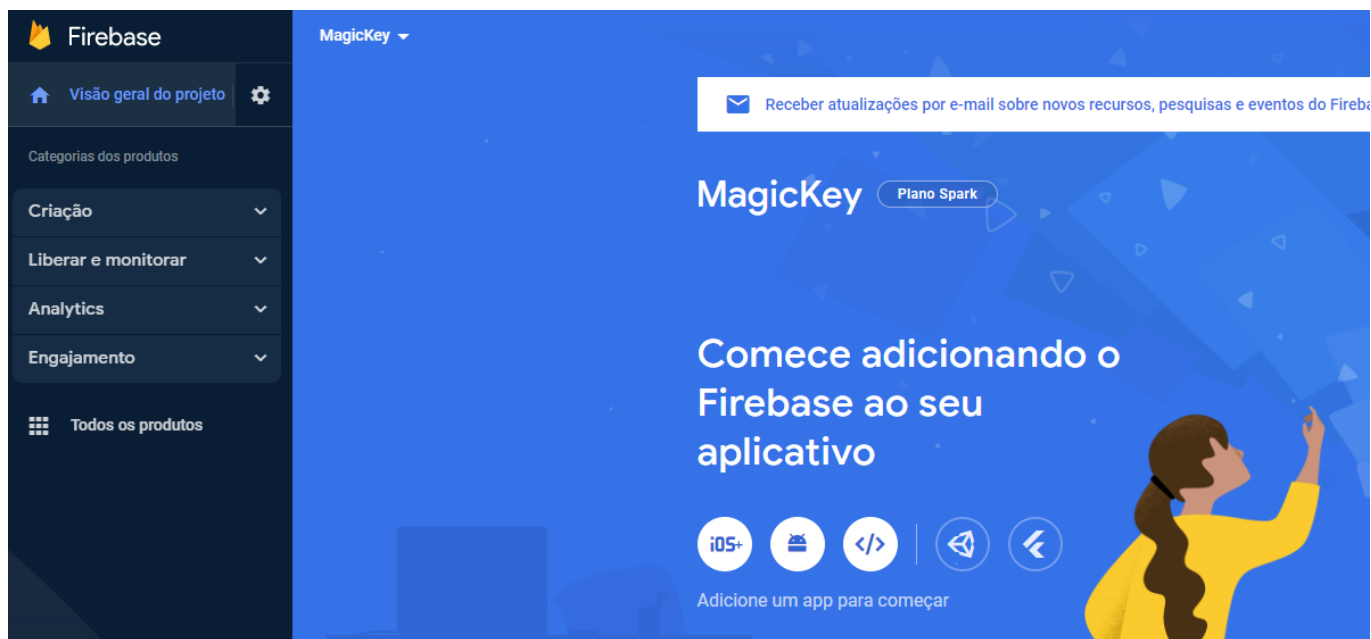 Firebase
MagicKey
Visão geral do projeto
Receber atualizações por e-mail sobre novos recursos, pesquisas e eventos do
Categorias dos produtos
Criação
Liberar e monitorar
Analytics
Engajamento
Todos os produtos
MagicKey
Plano Spark
Comece adicionando o
Firebase ao seu
aplicativo
iOS+
</>
Adicione um app para começar